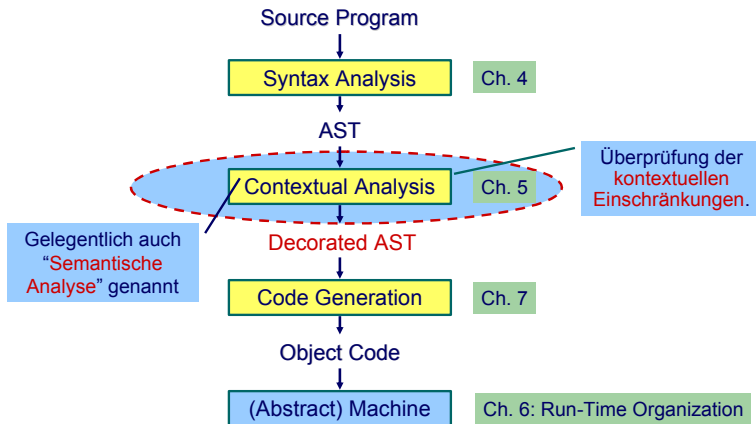 Source Program
Syntax Analysis
Ch. 4
AST
Contextual Analysis
Ch. 5
Überprüfung der
kontextuellen
Einschränkungen.
Gelegentlich auch
“Semantische
Analyse” genannt
Decorated AST
Code Generation
Ch. 7
Object Code
(Abstract) Machine
Ch. 6: Run-Time Organization